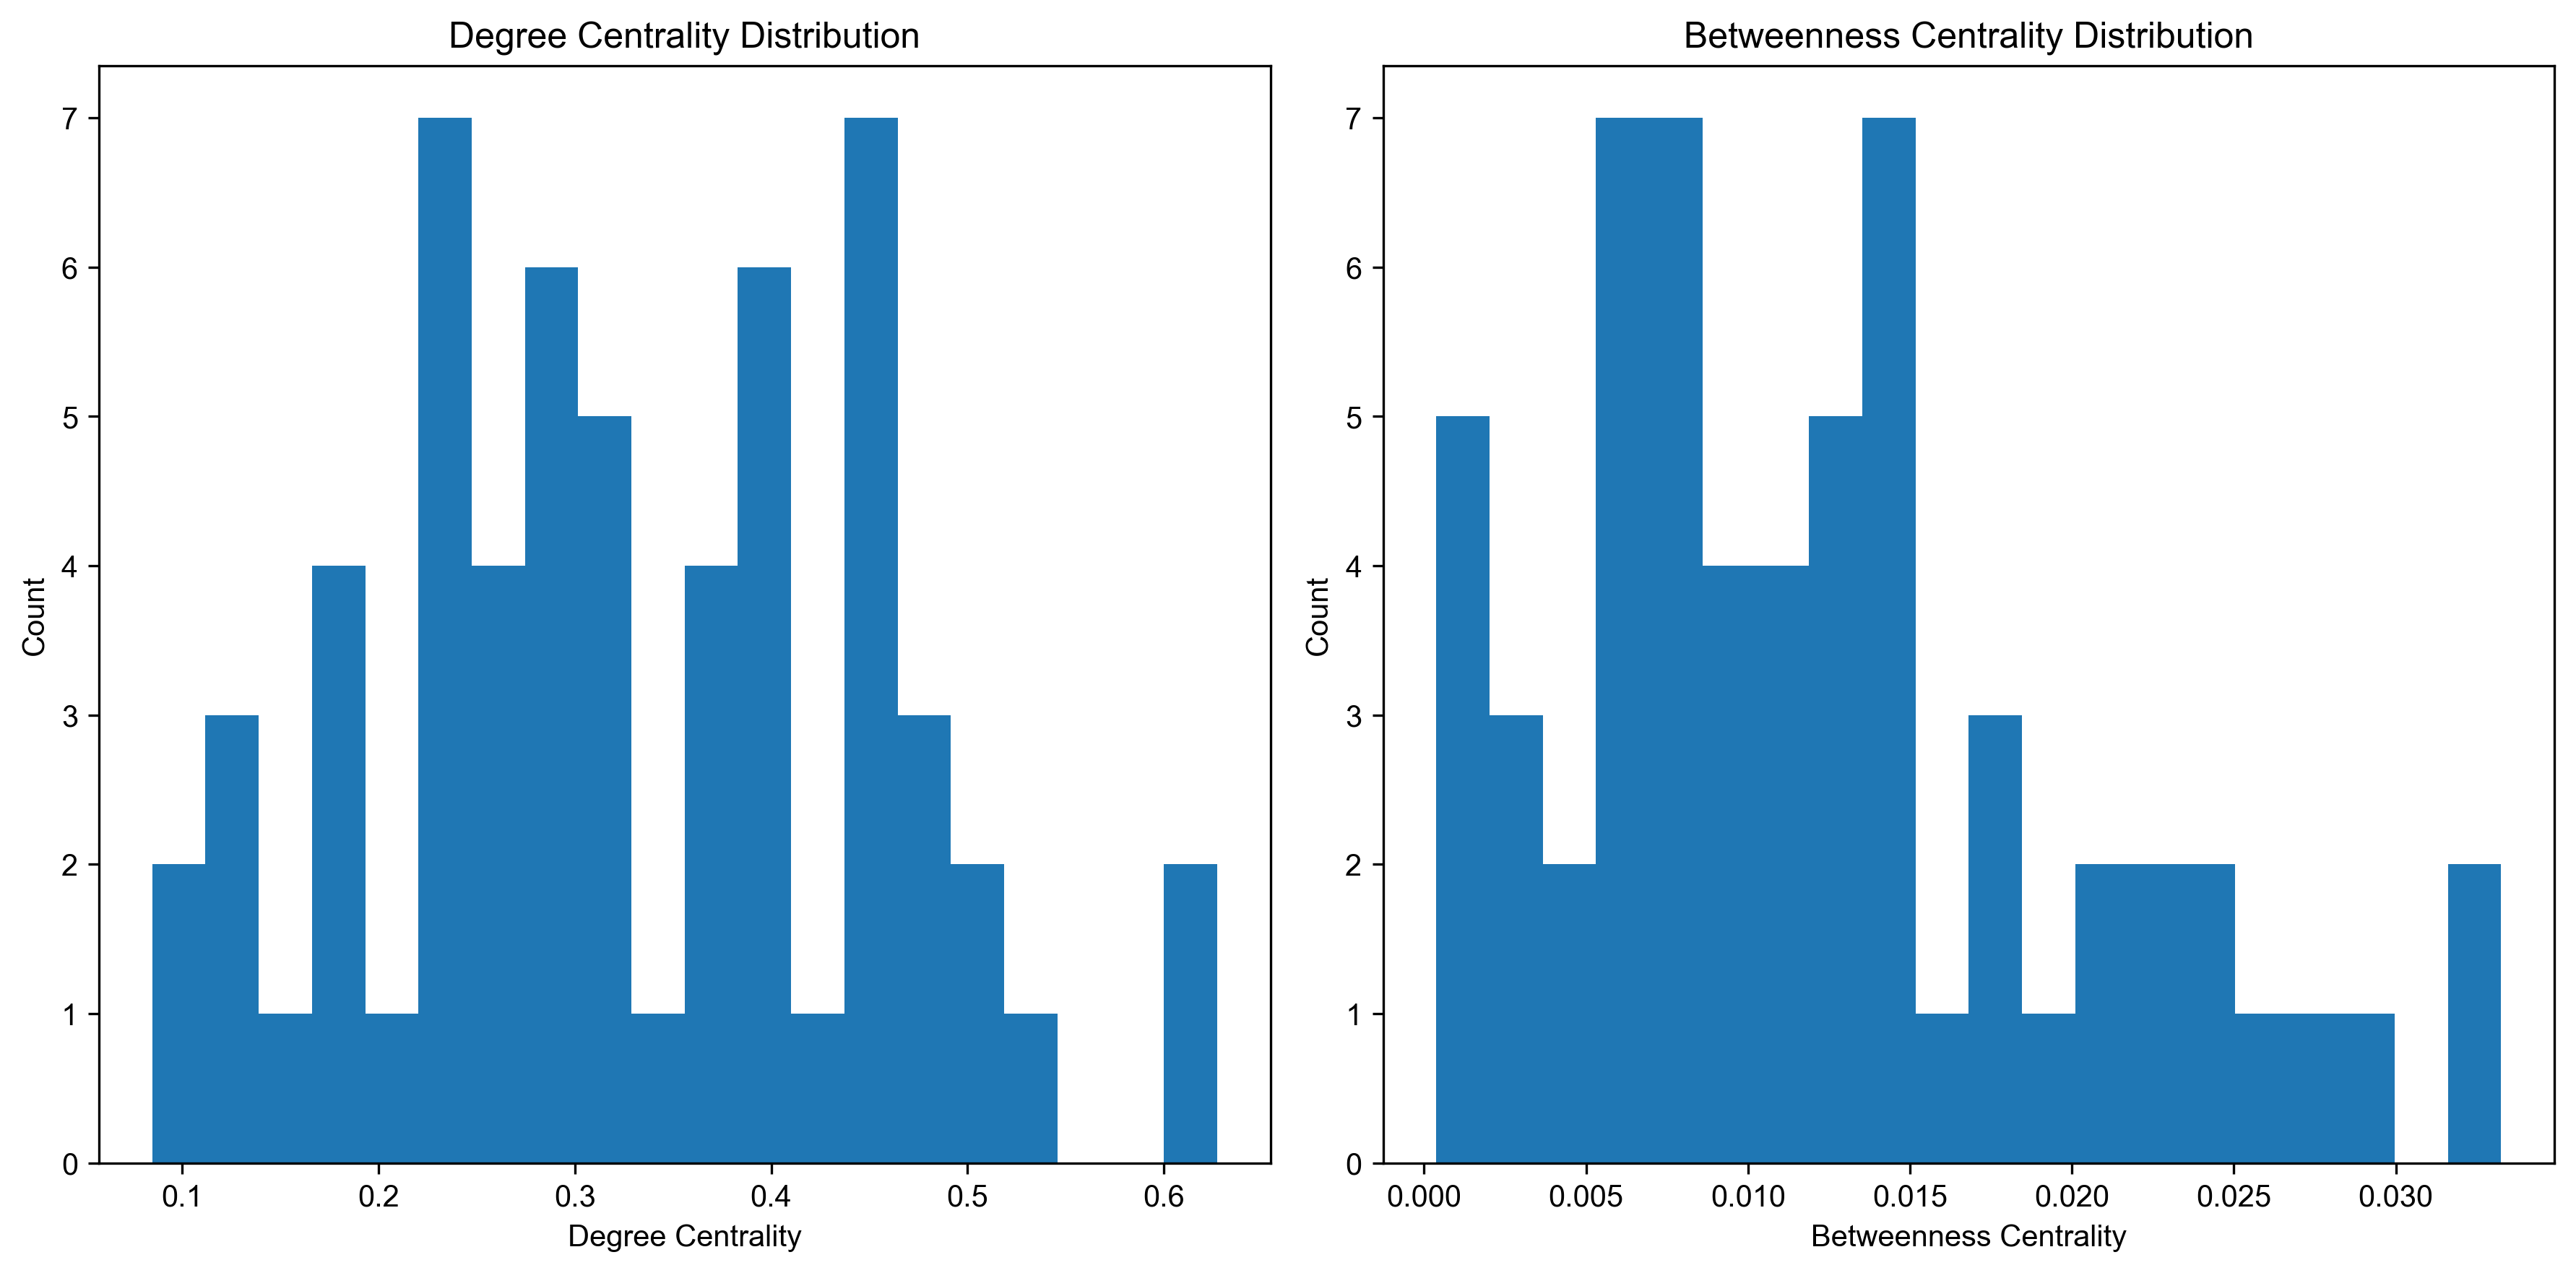 Degree Centrality Distribution
Count
7
6
5
4
3
2
1
0
0.1 0.2 0.3 0.4 0.5 0.6
Degree Centrality
Betweenness Centrality Distribution
Count
7
6
5
4
3
2
1
0
0.000 0.005 0.010 0.015 0.020 0.025 0.030
Betweenness Centrality